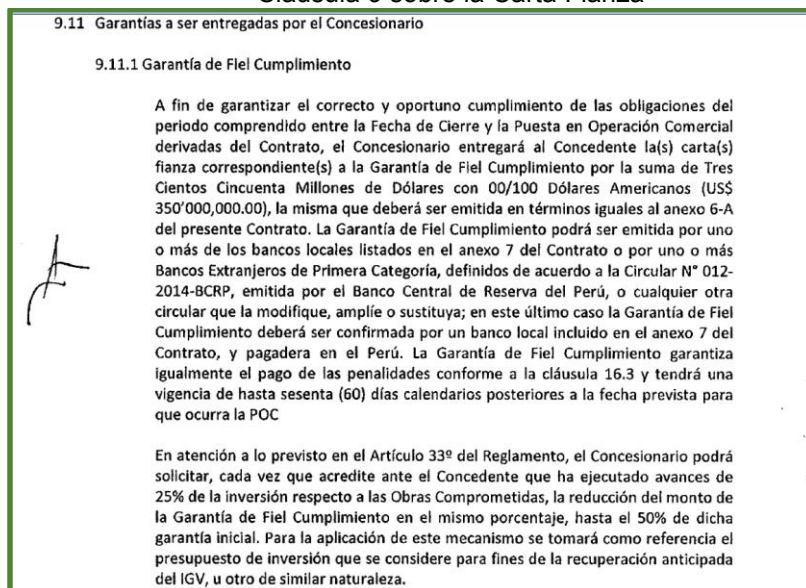 9.11 Garantías a ser entregadas por el Concesionario
9.11.1 Garantía de Fiel Cumplimiento
A fin de garantizar el correcto y oportuno cumplimiento de las obligaciones del
periodo comprendido entre la Fecha de Cierre y la Puesta en Operación Comercial
derivadas del Contrato, el Concesionario entregará al Concedente la(s) carta(s)
fianza correspondiente(s) a la Garantía de Fiel Cumplimiento por la suma de Tres
Cientos Cincuenta Millones de Dólares con 00/100 Dólares Americanos (US$
350'000,000.00), la misma que deberá ser emitida en términos iguales al anexo 6-A
del presente Contrato. La Garantía de Fiel Cumplimiento podrá ser emitida por uno
o más de los bancos locales listados en el anexo 7 del Contrato o por uno o más
Bancos Extranjeros de Primera Categoría, definidos de acuerdo a la Circular N° 012-
2014-BCRP, emitida por el Banco Central de Reserva del Perú, o cualquier otra
circular que la modifique, amplíe o sustituya; en este último caso la Garantía de Fiel
Cumplimiento deberá ser confirmada por un banco local incluido en el anexo 7 del
Contrato, y pagadera en el Perú. La Garantía de Fiel Cumplimiento garantiza
igualmente el pago de las penalidades conforme a la cláusula 16.3 y tendrá una
vigencia de hasta sesenta (60) días calendarios posteriores a la fecha prevista para
que ocurra la POC
En atención a lo previsto en el Artículo 33º del Reglamento, el Concesionario podrá
solicitar, cada vez que acredite ante el Concedente que ha ejecutado avances de
25% de la inversión respecto a las Obras Comprometidas, la reducción del monto de
la Garantía de Fiel Cumplimiento en el mismo porcentaje, hasta el 50% de dicha
garantía inicial. Para la aplicación de este mecanismo se tomará como referencia el
presupuesto de inversión que se considere para fines de la recuperación anticipada
del IGV, u otro de similar naturaleza.